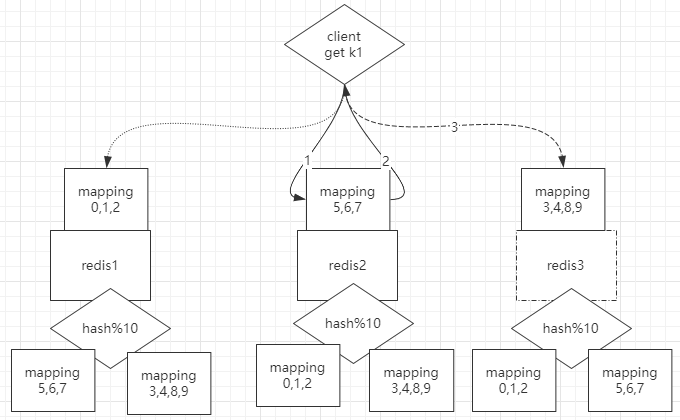 client
get k1
3
1
2
mapping
0,1,2
mapping
5,6,7
mapping
3,4,8,9
redis1
redis2
redis3
hash%10
hash%10
hash%10
mapping
5,6,7
mapping
3,4,8,9
mapping
0,1,2
mapping
3,4,8,9
mapping
0,1,2
mapping
5,6,7